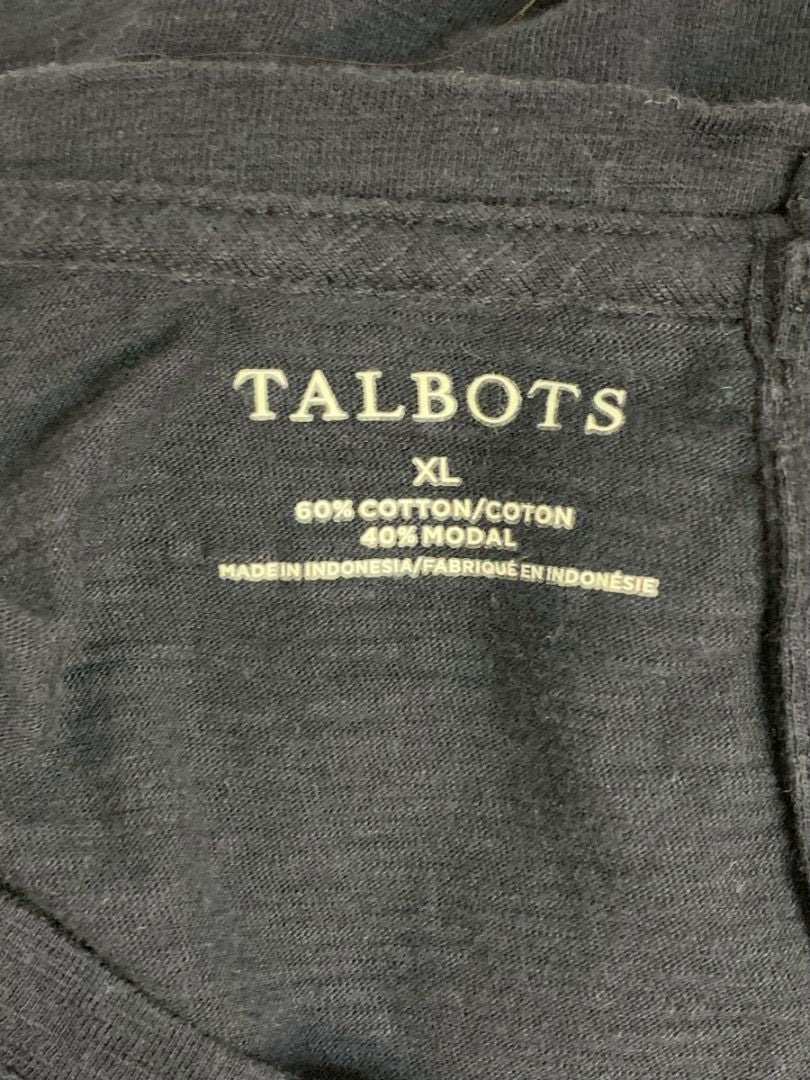 TALBOTS
XL
60% COTTON/COTON
40% MODAL
MADE IN INDONESIA/FABRIQUÉ EN INDONÉSIE